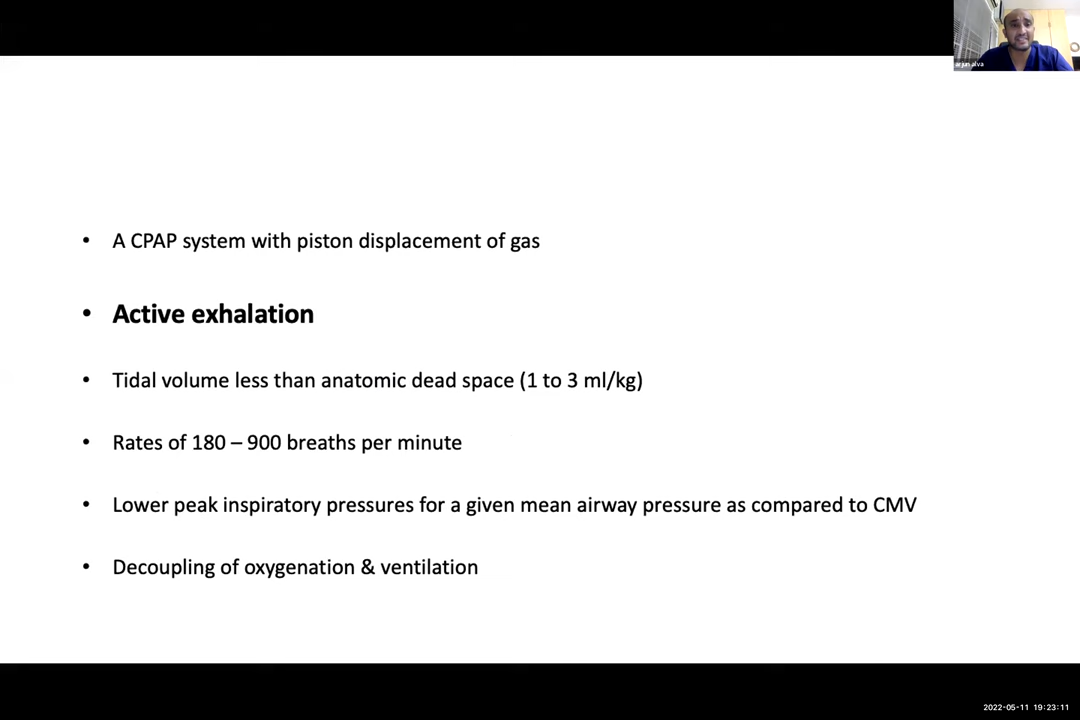 arjun alva
• A CPAP system with piston displacement of gas
• Active exhalation
• Tidal volume less than anatomic dead space (1 to 3 ml/kg)
• Rates of 180 – 900 breaths per minute
• Lower peak inspiratory pressures for a given mean airway pressure as compared to CMV
• Decoupling of oxygenation & ventilation
2022-05-11 19:23:11